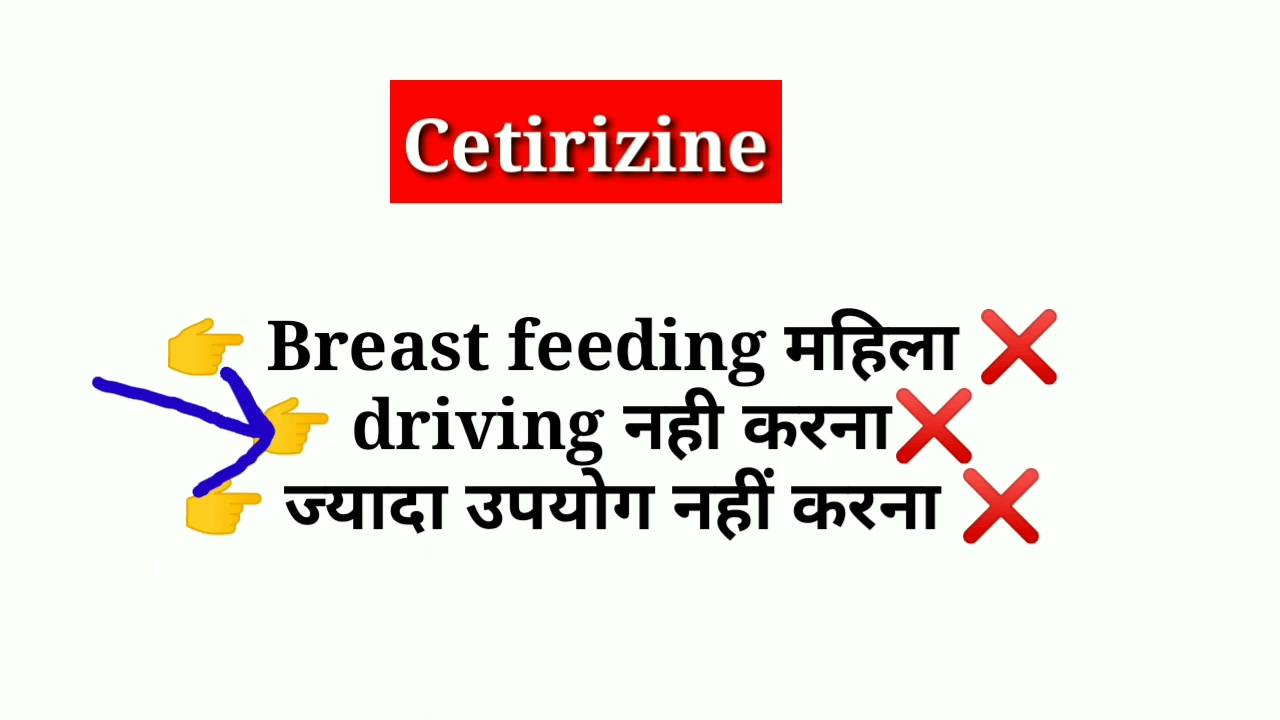 Cetirizine
👉 Breast feeding महिला ❌
👉 driving नही करना❌
👉 ज्यादा उपयोग नहीं करना ❌